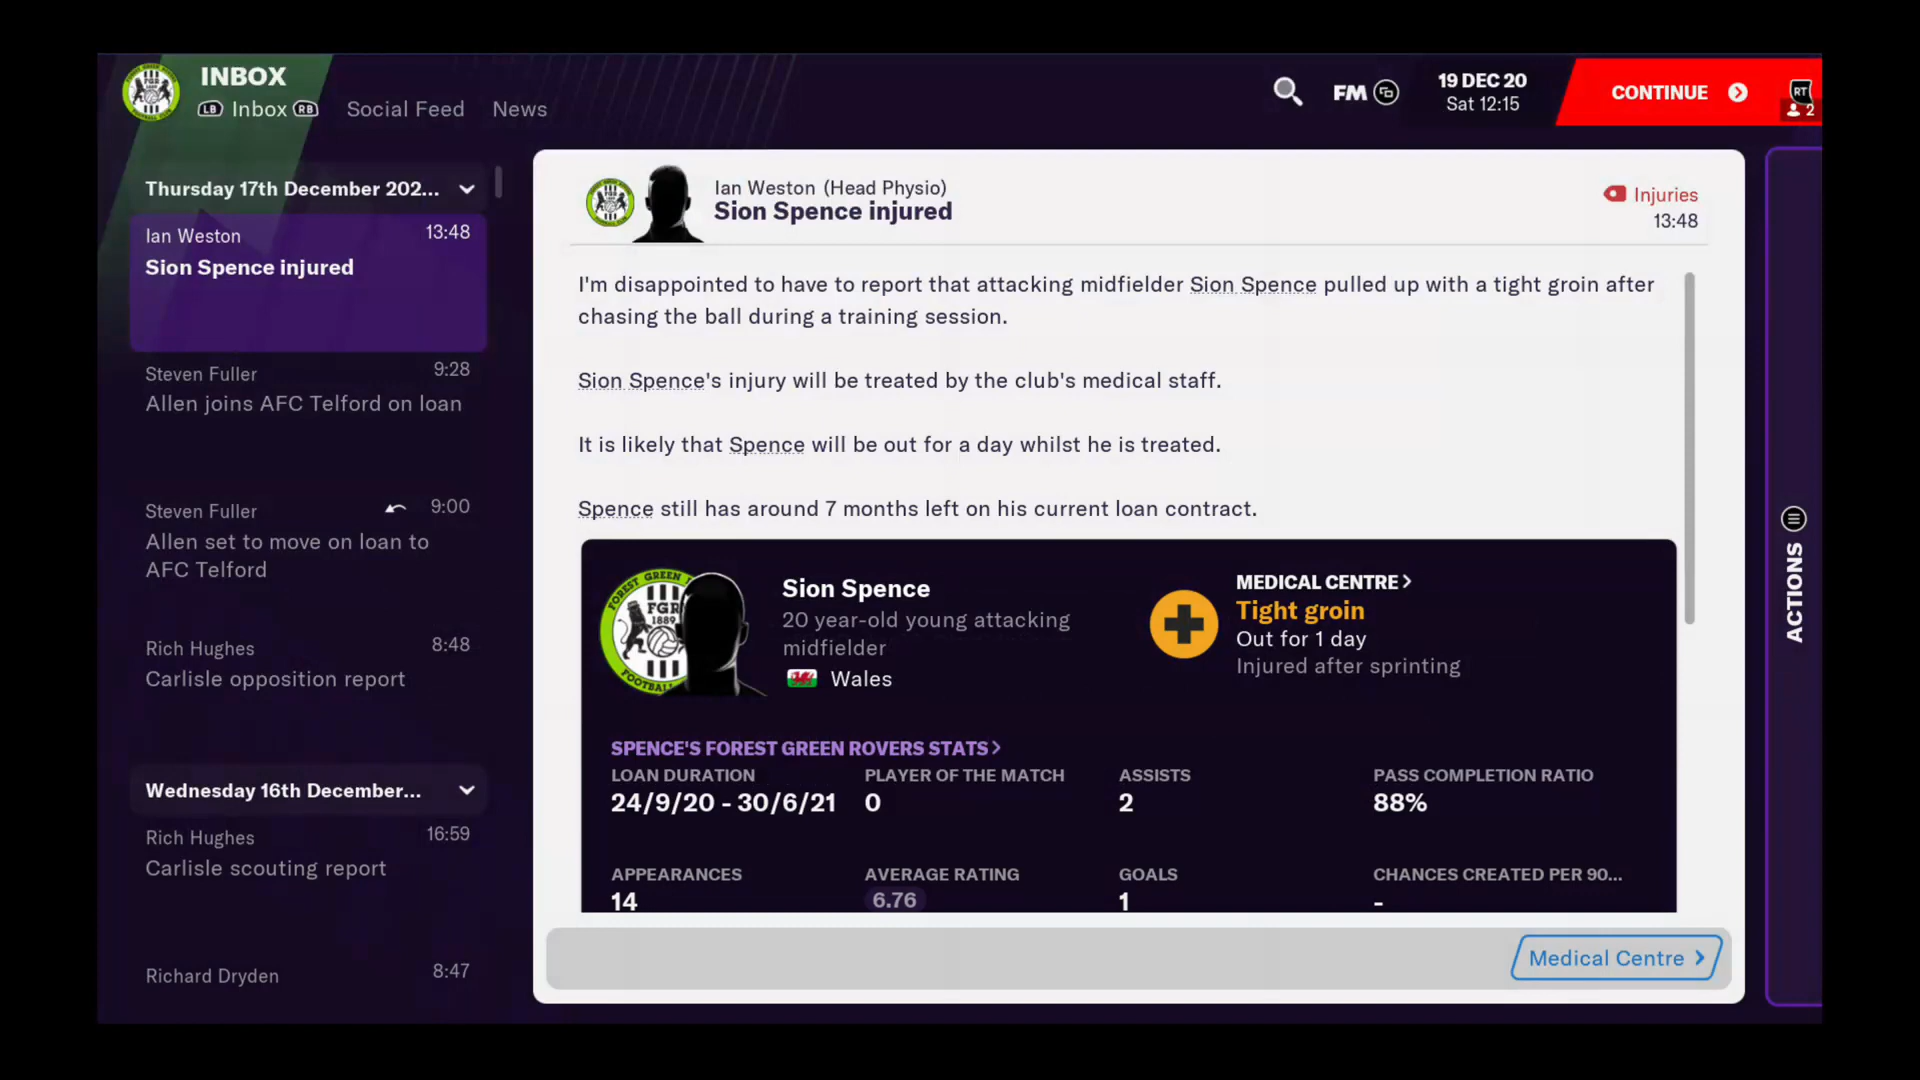 INBOX
LB Inbox RB Social Feed News
FM
19 DEC 20
Sat 12:15
CONTINUE
RT
2
Thursday 17th December 202...
Ian Weston 13:48
Sion Spence injured
Steven Fuller 9:28
Allen joins AFC Telford on loan
Steven Fuller 9:00
Allen set to move on loan to
AFC Telford
Rich Hughes 8:48
Carlisle opposition report
Wednesday 16th December...
Rich Hughes 16:59
Carlisle scouting report
Richard Dryden 8:47
Ian Weston (Head Physio)
Sion Spence injured
Injuries
13:48
I'm disappointed to have to report that attacking midfielder Sion Spence pulled up with a tight groin after
chasing the ball during a training session.
Sion Spence's injury will be treated by the club's medical staff.
It is likely that Spence will be out for a day whilst he is treated.
Spence still has around 7 months left on his current loan contract.
FOREST GREEN
FGR
1889
FOOTBALL
Sion Spence
20 year-old young attacking
midfielder
Wales
MEDICAL CENTRE
Tight groin
Out for 1 day
Injured after sprinting
SPENCE'S FOREST GREEN ROVERS STATS
LOAN DURATION PLAYER OF THE MATCH ASSISTS PASS COMPLETION RATIO
24/9/20 - 30/6/21 0 2 88%
APPEARANCES AVERAGE RATING GOALS CHANCES CREATED PER 90...
14 6.76 1 -
Medical Centre
ACTIONS